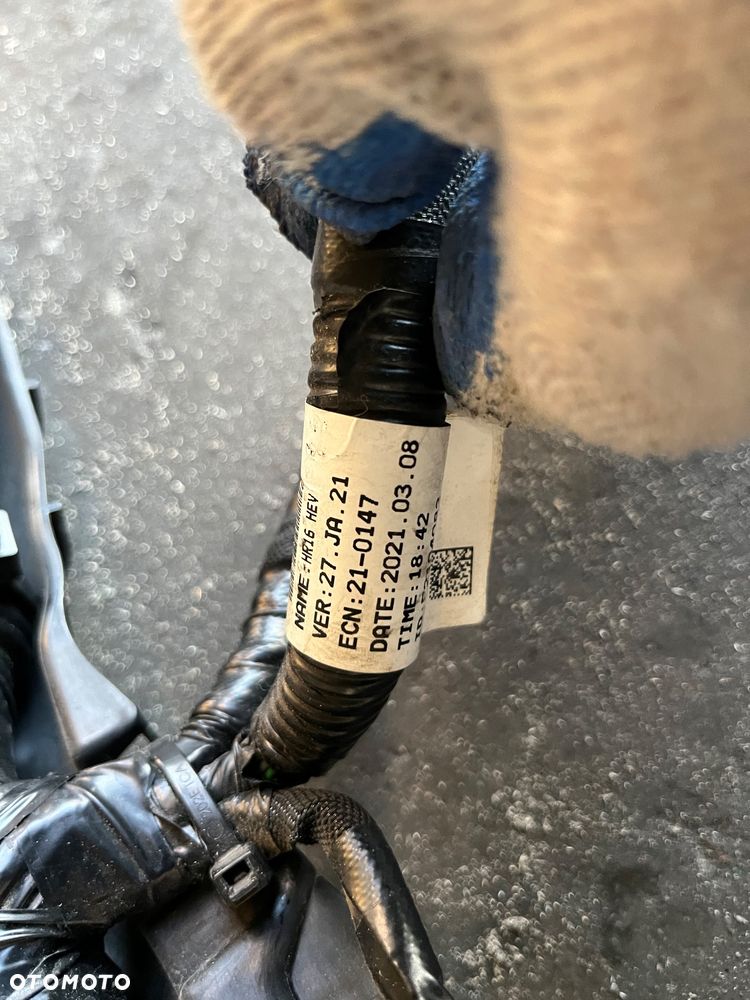 NAME:HR16 HEV
VER:27.JA.21
ECN:21-0147
DATE:2021.03.08
TIME:18:42
OTOMOTO